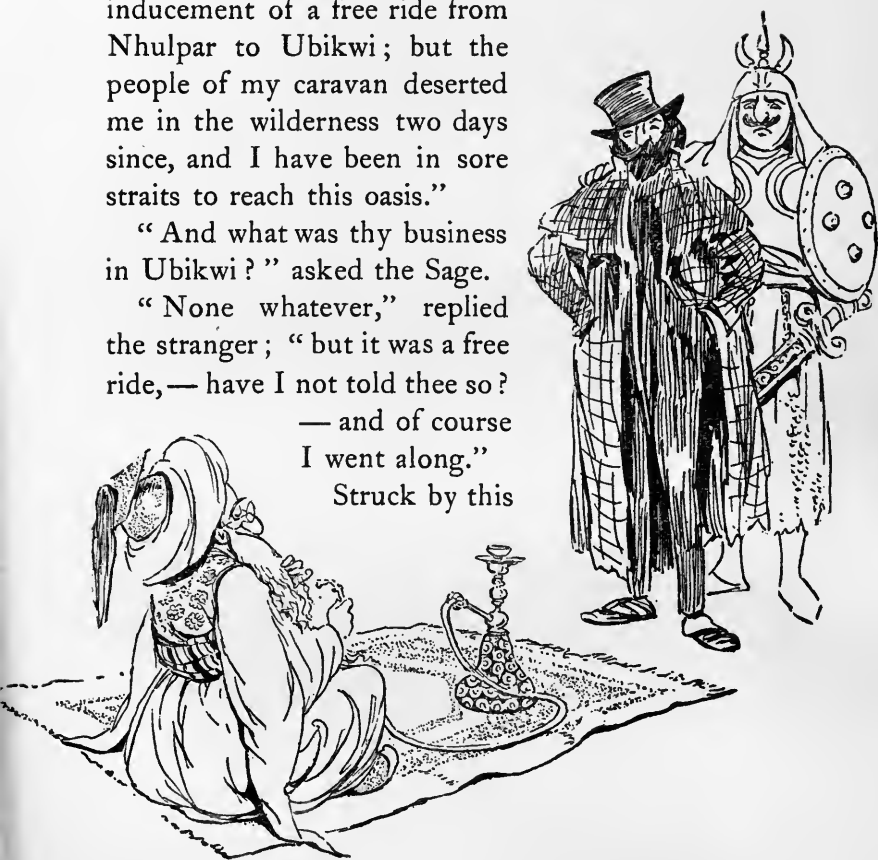 inducement of a free ride from
Nhulpar to Ubikwi; but the
people of my caravan deserted
me in the wilderness two days
since, and I have been in sore
straits to reach this oasis.”
“And what was thy business
in Ubikwi?” asked the Sage.
“None whatever,” replied
the stranger; “but it was a free
ride,—have I not told thee so?
—and of course
I went along.”
Struck by this